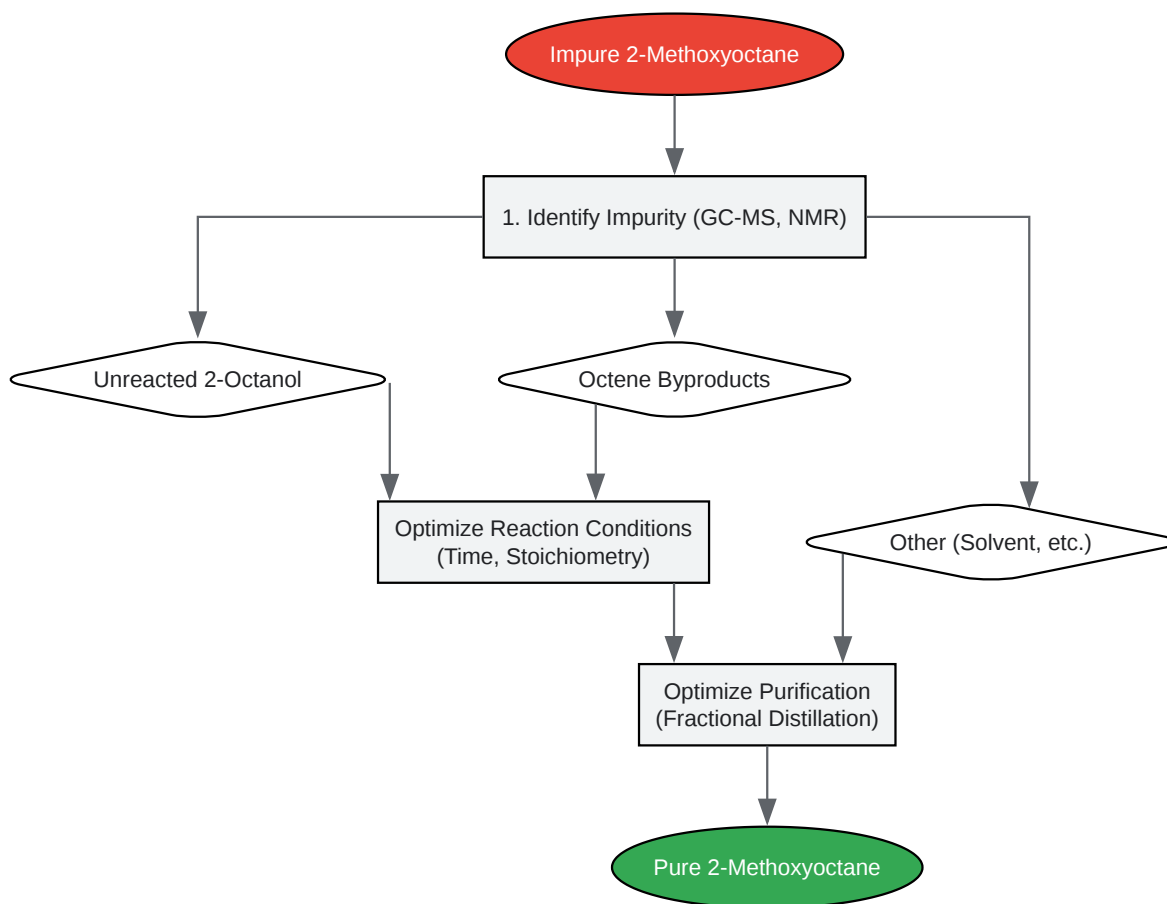 Impure 2-Methoxyoctane
1. Identify Impurity (GC-MS, NMR)
Unreacted 2-Octanol
Octene Byproducts
Optimize Reaction Conditions
(Time, Stoichiometry)
Other (Solvent, etc.)
Optimize Purification
(Fractional Distillation)
Pure 2-Methoxyoctane